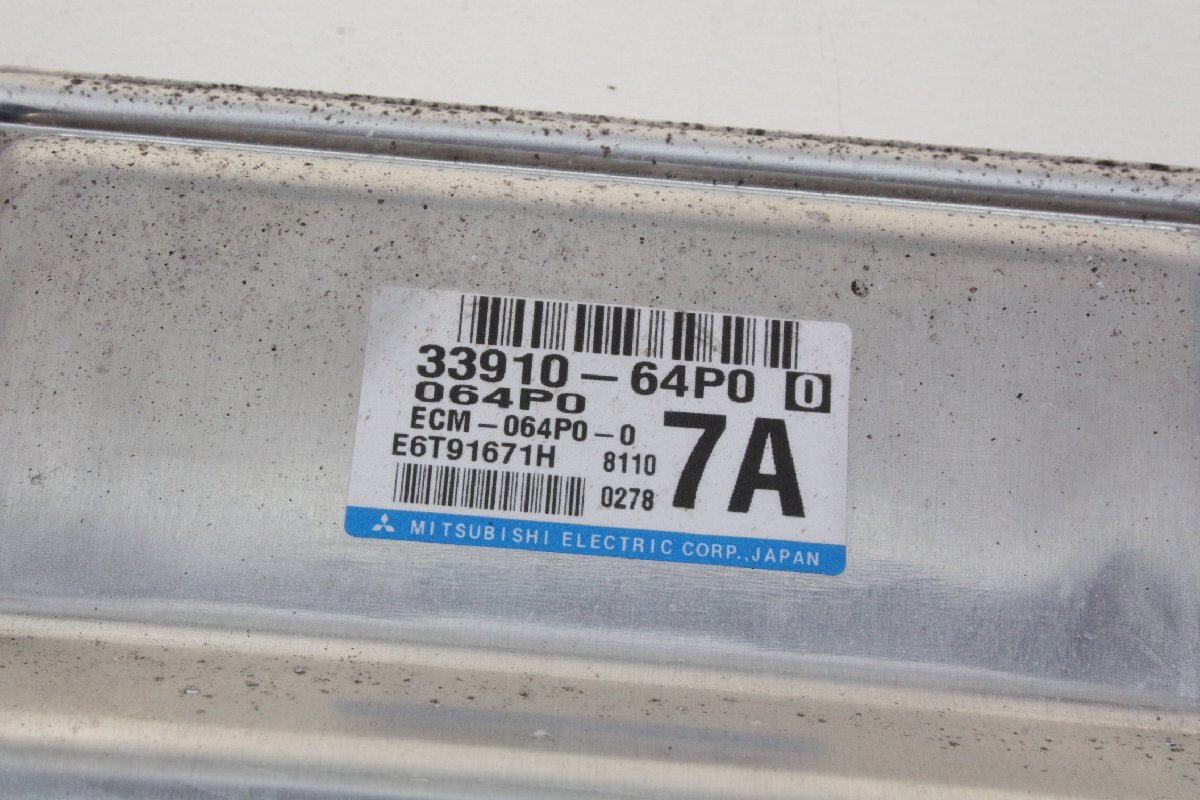 33910-64P0 0
064P0
ECM-064P0-0
E6T91671H 8110
0278
7A
MITSUBISHI ELECTRIC CORP., JAPAN